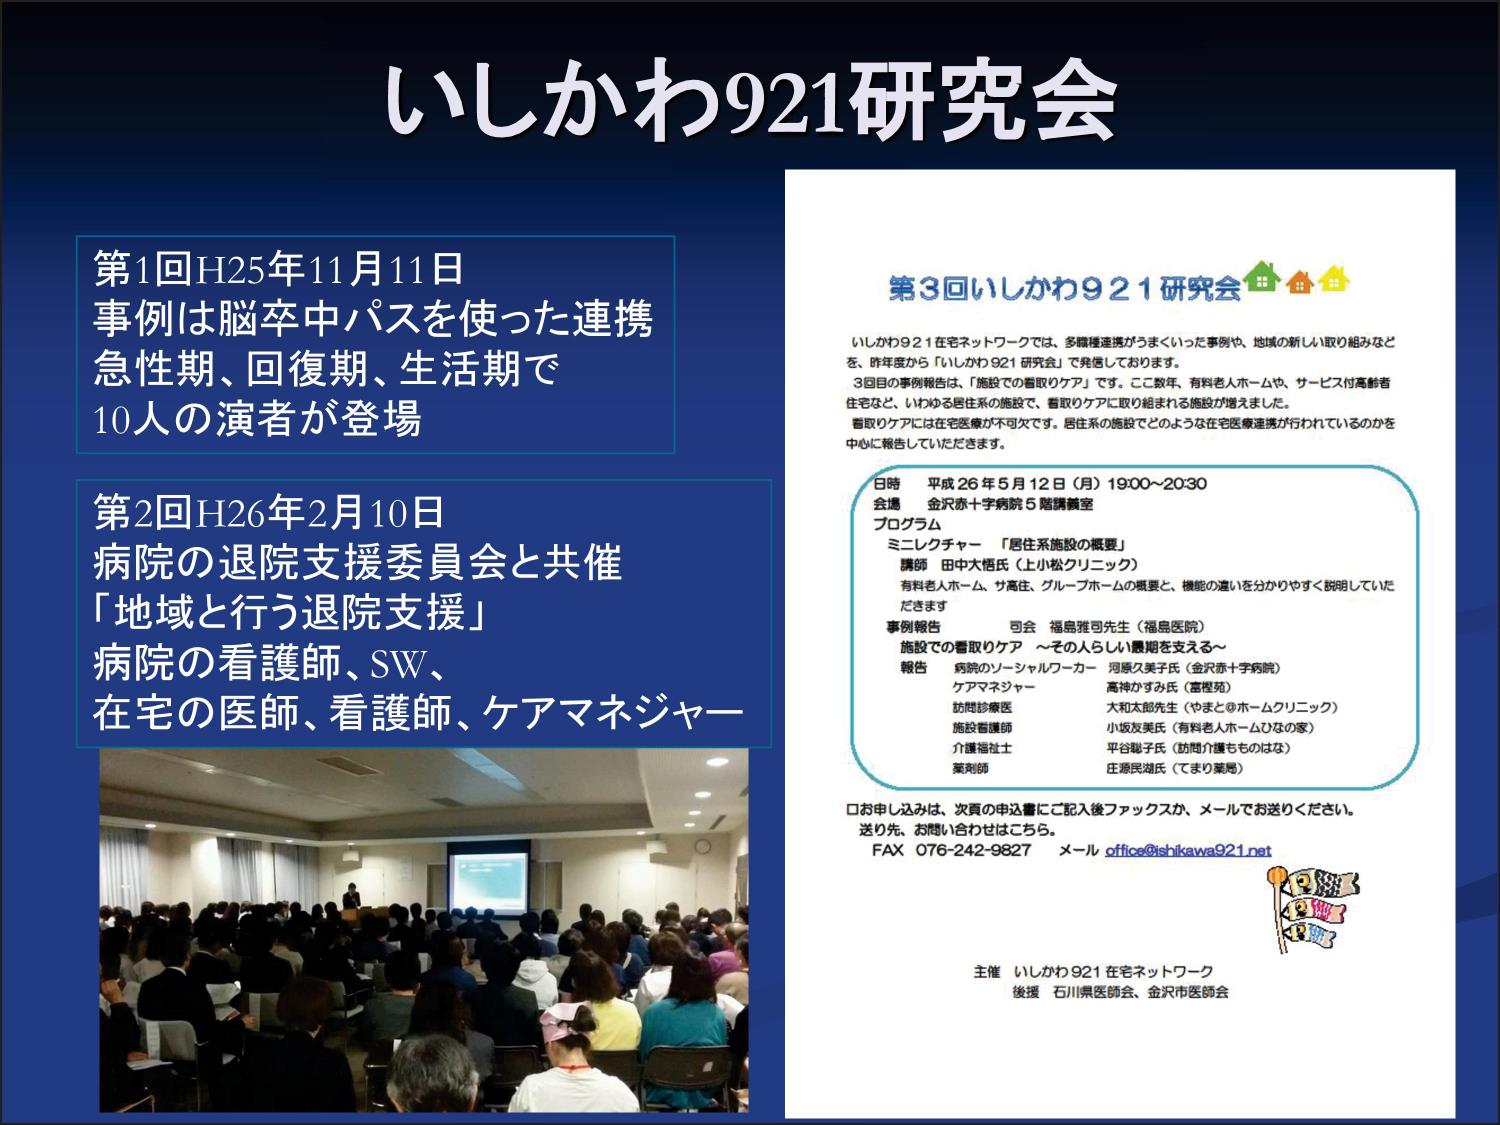 いしかわ921研究会
第1回H25年11月11日
事例は脳卒中パスを使った連携
急性期、回復期、生活期で
10人の演者が登場
第2回H26年2月10日
病院の退院支援委員会と共催
「地域と行う退院支援」
病院の看護師、SW、
在宅の医師、看護師、ケアマネジャー
第3回いしかわ921研究会
いしかわ921在宅ネットワークでは、多職種連携がうまくいった事例や、地域の新しい取り組みなど
を、昨年度から「いしかわ921研究会」で発信しております。
3回目の事例報告は、「施設での看取りケア」です。ここ数年、有料老人ホームや、サービス付高齢者
住宅など、いわゆる居住系の施設で、看取りケアに取り組まれる施設が増えました。
看取りケアには在宅医療が不可欠です。居住系の施設でどのような在宅医療連携が行われているのかを
中心に報告していただきます。
日時 平成26年5月12日(月)19:00～20:30
会場 金沢赤十字病院5階講義室
プログラム
ミニレクチャー 「居住系施設の概要」
講師 田中大悟氏(上小松クリニック)
有料老人ホーム、サ高住、グループホームの概要と、機能の違いを分かりやすく説明していた
だきます
事例報告 司会 福島雅司先生(福島医院)
施設での看取りケア ～その人らしい最期を支える～
報告 病院のソーシャルワーカー 河原久美子氏(金沢赤十字病院)
ケアマネジャー 高神かすみ氏(富樫苑)
訪問診療医 大和太郎先生(やまと@ホームクリニック)
施設看護師 小坂友美氏(有料老人ホームひなの家)
介護福祉士 平谷聡子氏(訪問介護もものはな)
薬剤師 庄源民湖氏(てまり薬局)
□お申し込みは、次頁の申込書にご記入後ファックスか、メールでお送りください。
送り先、お問い合わせはこちら。
FAX 076-242-9827 メール office@ishikawa921.net
主催 いしかわ921在宅ネットワーク
後援 石川県医師会、金沢市医師会